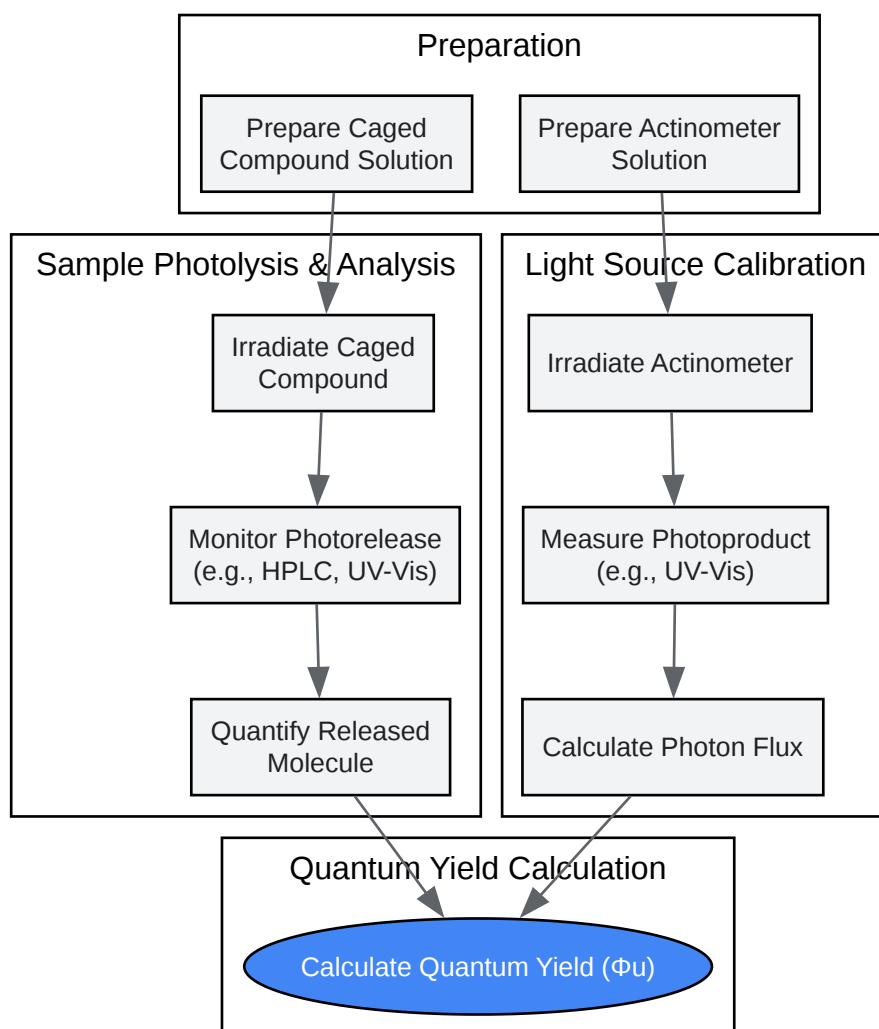 Preparation
Prepare Caged
Compound Solution
Prepare Actinometer
Solution
Sample Photolysis & Analysis
Irradiate Caged
Compound
Monitor Photorelease
(e.g., HPLC, UV-Vis)
Quantify Released
Molecule
Light Source Calibration
Irradiate Actinometer
Measure Photoproduct
(e.g., UV-Vis)
Calculate Photon Flux
Quantum Yield Calculation
Calculate Quantum Yield (Φu)